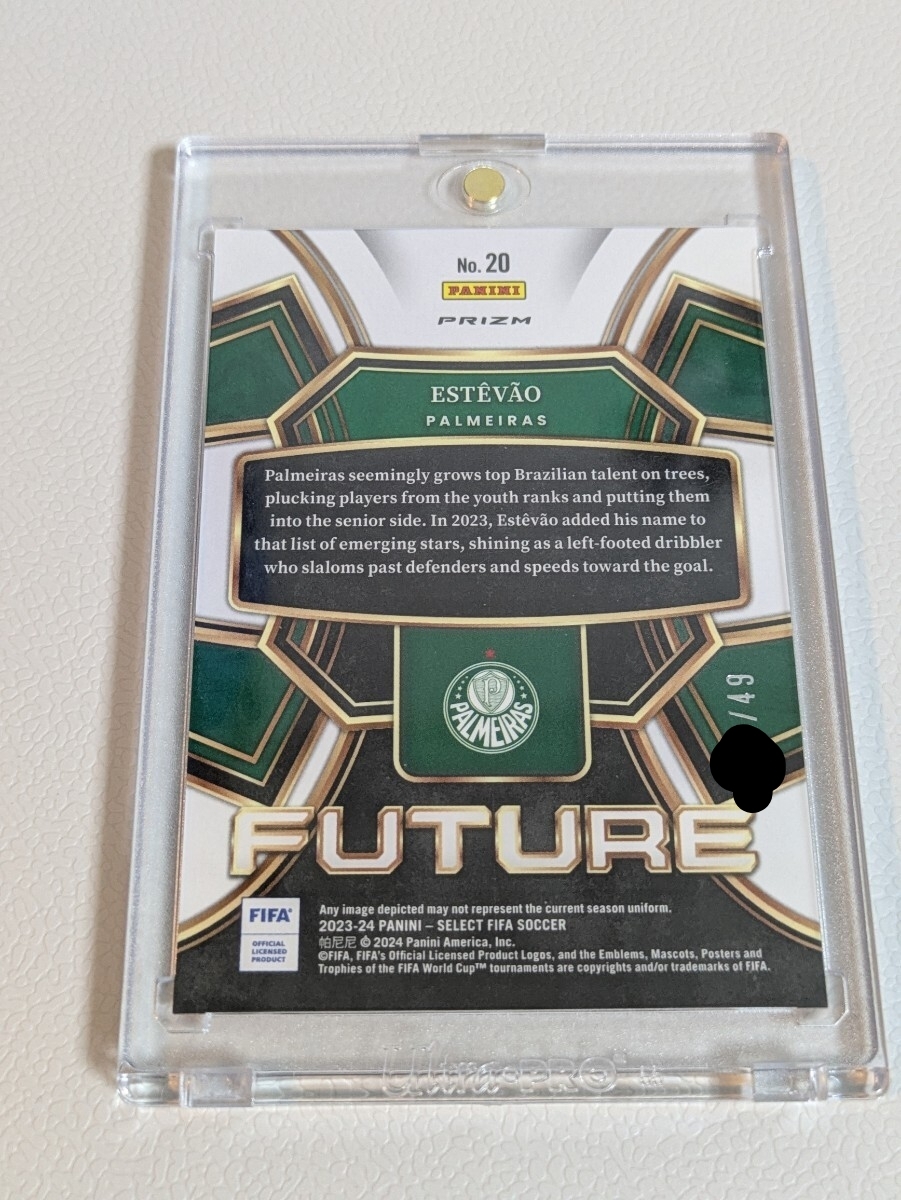 No. 20
PANINI
PRIZM
ESTÊVÃO
PALMEIRAS
Palmeiras seemingly grows top Brazilian talent on trees,
plucking players from the youth ranks and putting them
into the senior side. In 2023, Estêvão added his name to
that list of emerging stars, shining as a left-footed dribbler
who slaloms past defenders and speeds toward the goal.
/49
P
PALMEIRAS
FUTURE
FIFA®
OFFICIAL
LICENSED
PRODUCT
Any image depicted may not represent the current season uniform.
2023-24 PANINI – SELECT FIFA SOCCER
帕尼尼 © 2024 Panini America, Inc.
©FIFA, FIFA's Official Licensed Product Logos, and the Emblems, Mascots, Posters and
Trophies of the FIFA World Cup™ tournaments are copyrights and/or trademarks of FIFA.
Ultra•PRO®